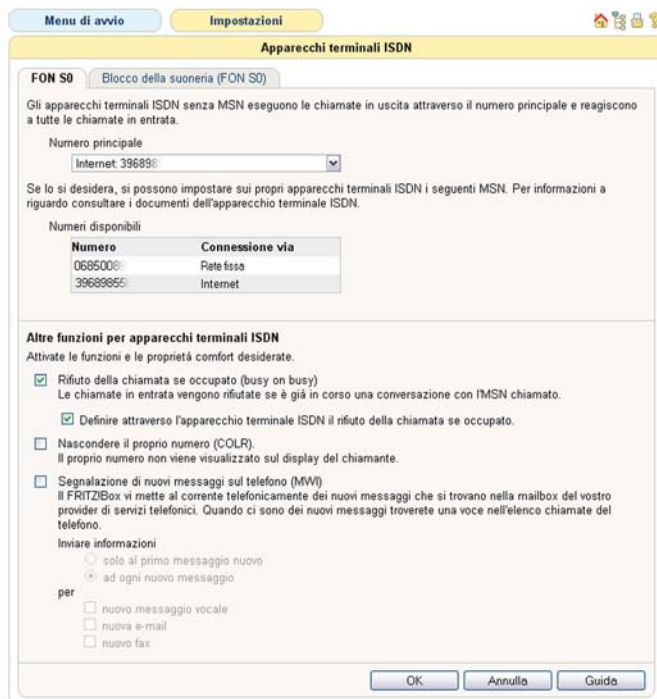 Menu di avvio
Impostazioni
Apparecchi terminali ISDN
FON S0
Blocco della suoneria (FON S0)
Gli apparecchi terminali ISDN senza MSN eseguono le chiamate in uscita attraverso il numero principale e reagiscono
a tutte le chiamate in entrata.
Numero principale
Internet: 396898
Se lo si desidera, si possono impostare sui propri apparecchi terminali ISDN i seguenti MSN. Per informazioni a
riguardo consultare i documenti dell'apparecchio terminale ISDN.
Numeri disponibili
Numero Connessione via
0685008 Rete fissa
39689855 Internet
Altre funzioni per apparecchi terminali ISDN
Attivate le funzioni e le proprietà comfort desiderate.
Rifiuto della chiamata se occupato (busy on busy)
Le chiamate in entrata vengono rifiutate se è già in corso una conversazione con l'MSN chiamato.
Definire attraverso l'apparecchio terminale ISDN il rifiuto della chiamata se occupato.
Nascondere il proprio numero (COLR).
Il proprio numero non viene visualizzato sul display del chiamante.
Segnalazione di nuovi messaggi sul telefono (MWI)
Il FRITZ!Box vi mette al corrente telefonicamente dei nuovi messaggi che si trovano nella mailbox del vostro
provider di servizi telefonici. Quando ci sono dei nuovi messaggi troverete una voce nell'elenco chiamate del
telefono.
Inviare informazioni
solo al primo messaggio nuovo
ad ogni nuovo messaggio
per
nuovo messaggio vocale
nuova e-mail
nuovo fax
OK
Annulla
Guida